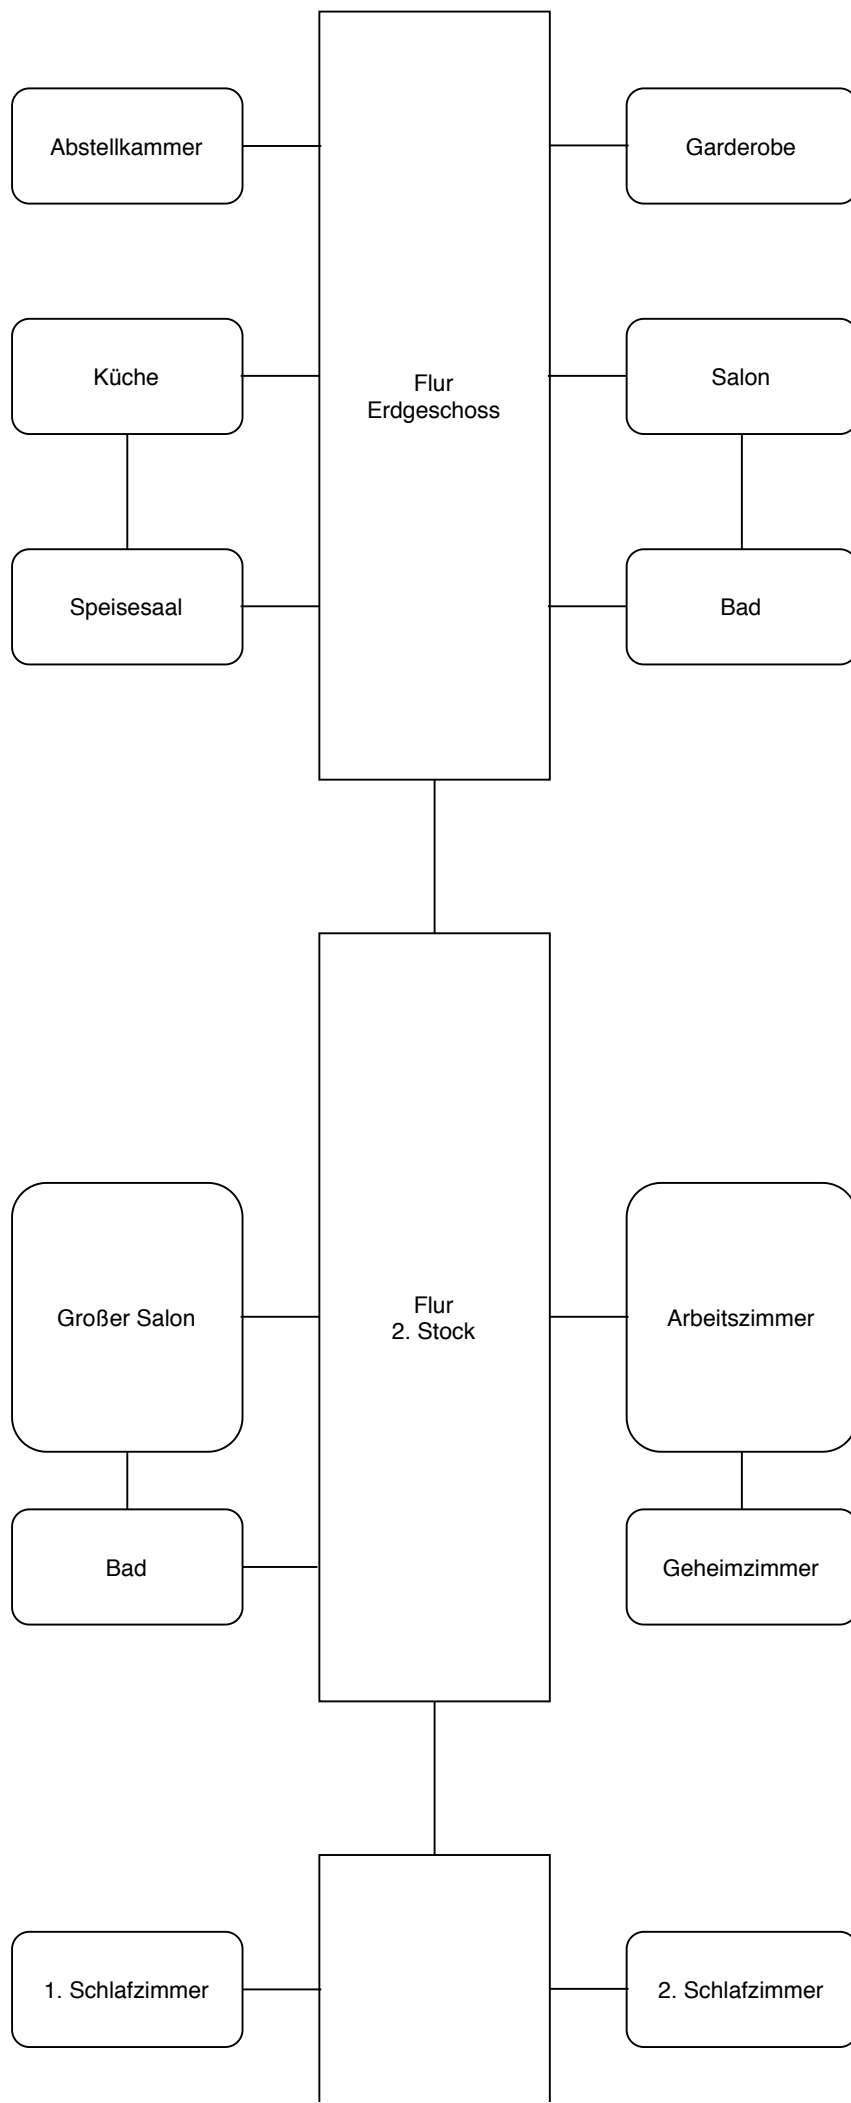 Abstellkammer
Garderobe
Küche
Flur
Erdgeschoss
Salon
Speisesaal
Bad
Großer Salon
Flur
2. Stock
Arbeitszimmer
Bad
Geheimzimmer
1. Schlafzimmer
2. Schlafzimmer